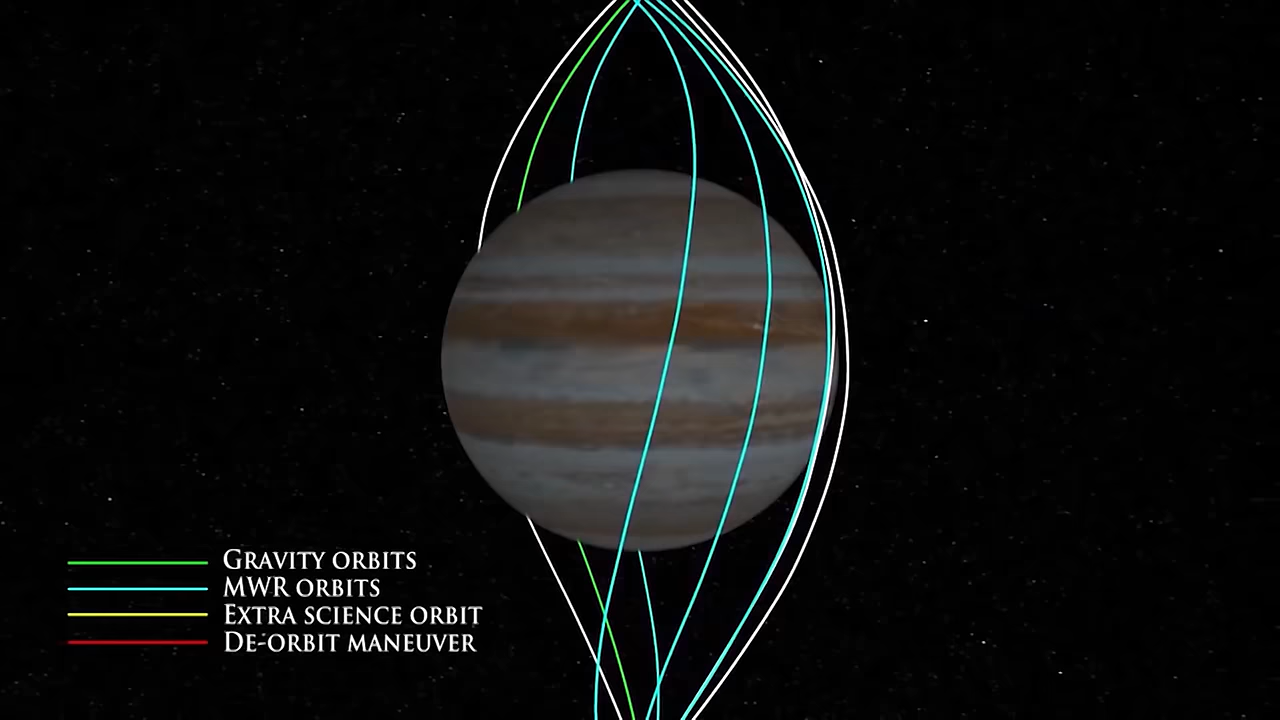 Gravity orbits
MWR orbits
Extra science orbit
De-orbit maneuver